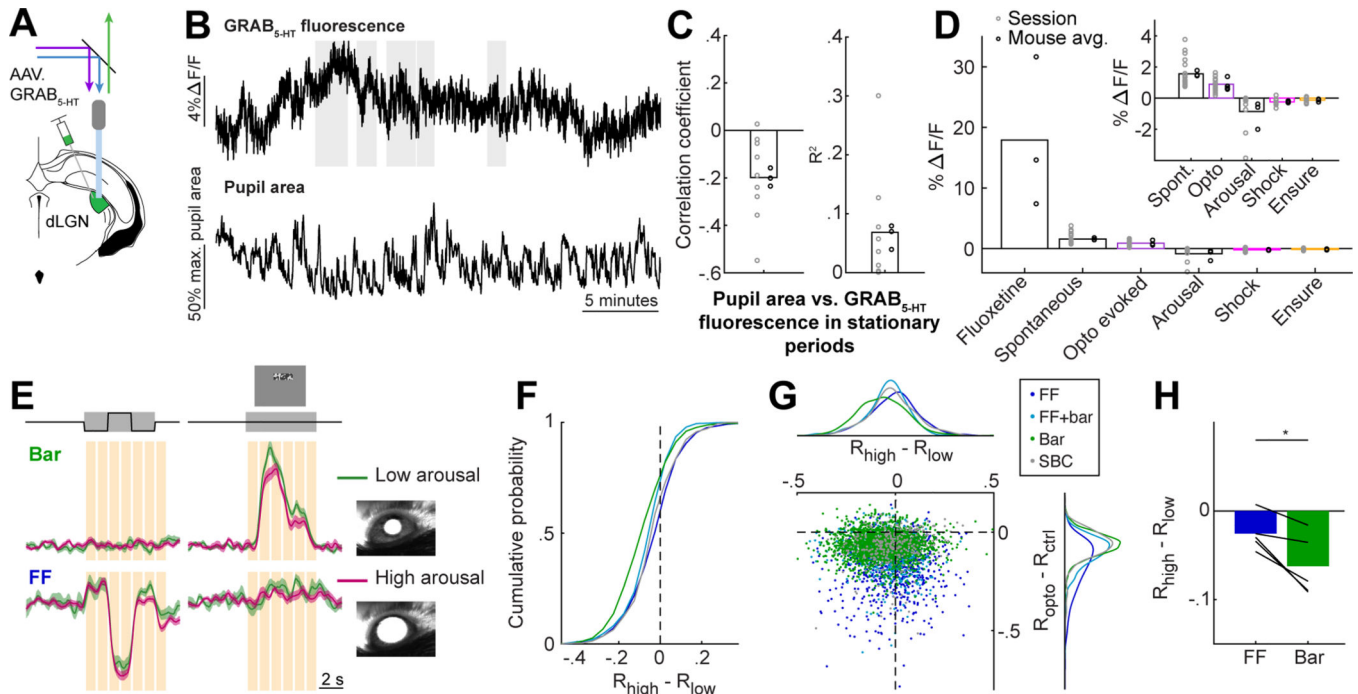 A
AAV.
GRAB5-HT
dLGN
B
GRAB5-HT fluorescence
4% ΔF/F
Pupil area
50% max. pupil area
5 minutes
C
Correlation coefficient
.4
.2
0
-.2
-.4
-.6
R²
.4
.3
.2
.1
0
Pupil area vs. GRAB5-HT
fluorescence in stationary
periods
D
Session
Mouse avg.
% ΔF/F
30
20
10
0
Fluoxetine
Spontaneous
Opto evoked
Arousal
Shock
Ensure
% ΔF/F
4
2
0
-2
Spont.
Opto
Arousal
Shock
Ensure
E
Bar
Low arousal
FF
High arousal
2 s
F
Cumulative probability
1
.5
0
-.4 -.2 0 .2
Rhigh - Rlow
G
Rhigh - Rlow
-.5 0 .5
0
-.5
Ropto - Rctrl
FF
FF+bar
Bar
SBC
H
*
Rhigh - Rlow
0
-.1
FF Bar